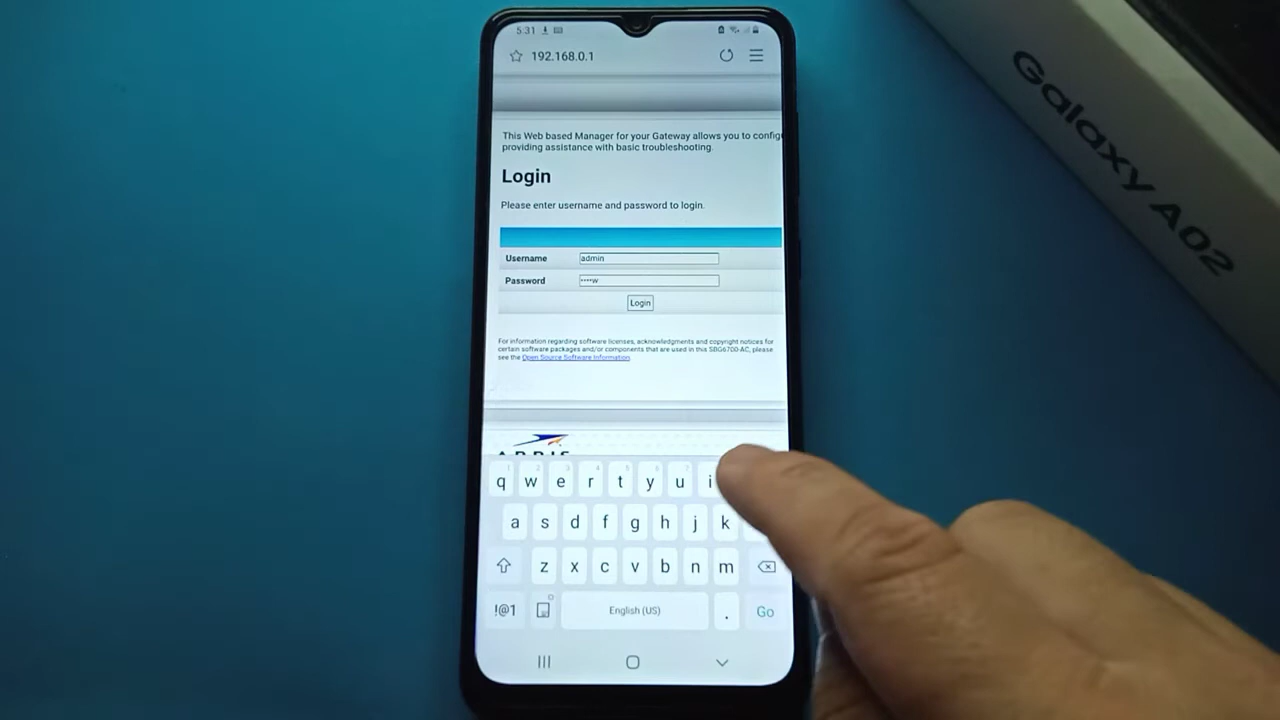 5:31
192.168.0.1
This Web based Manager for your Gateway allows you to config
providing assistance with basic troubleshooting.
Login
Please enter username and password to login.
Username admin
Password ••••w
Login
For information regarding software licenses, acknowledgments and copyright notices for
certain software packages and/or components that are used in this SBG6700-AC, please
see the Open Source Software Information.
ARRIS
q w e r t y u i
a s d f g h j k
z x c v b n m
!@1 English (US) . Go
Galaxy A02